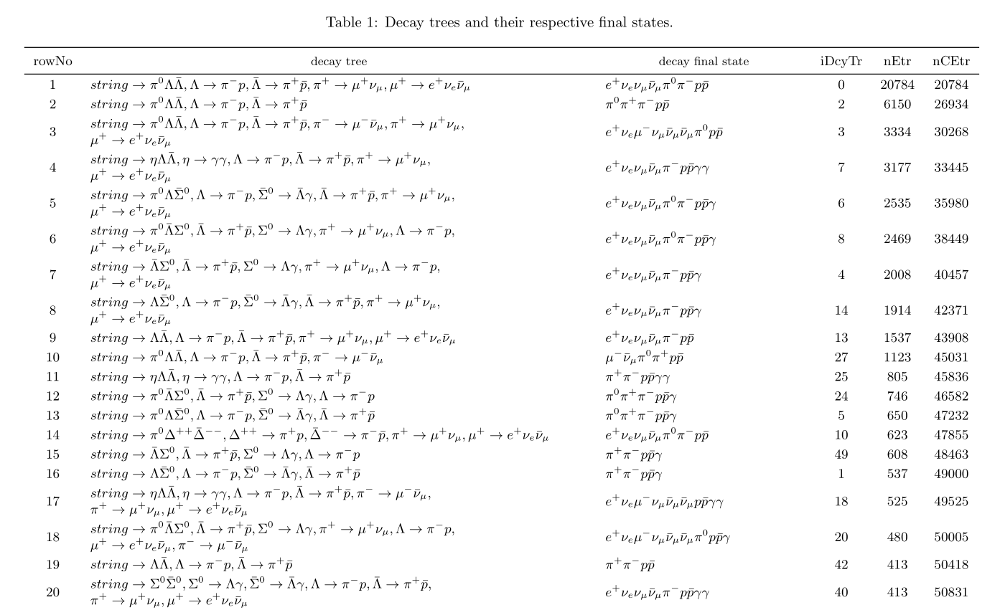 Table 1: Decay trees and their respective final states.
rowNo decay tree decay final state iDcyTr nEtr nCEtr
1 string → π⁰ΛΛ̄, Λ → π⁻p, Λ̄ → π⁺p̄, π⁺ → μ⁺ν_μ, μ⁺ → e⁺ν_eν̄_μ e⁺ν_eν_μν̄_μπ⁰π⁻pp̄ 0 20784 20784
2 string → π⁰ΛΛ̄, Λ → π⁻p, Λ̄ → π⁺p̄ π⁰π⁺π⁻pp̄ 2 6150 26934
3 string → π⁰ΛΛ̄, Λ → π⁻p, Λ̄ → π⁺p̄, π⁻ → μ⁻ν̄_μ, π⁺ → μ⁺ν_μ,
μ⁺ → e⁺ν_eν̄_μ e⁺ν_eμ⁻ν_μν̄_μν̄_μπ⁰pp̄ 3 3334 30268
4 string → ηΛΛ̄, η → γγ, Λ → π⁻p, Λ̄ → π⁺p̄, π⁺ → μ⁺ν_μ,
μ⁺ → e⁺ν_eν̄_μ e⁺ν_eν_μν̄_μπ⁻pp̄γγ 7 3177 33445
5 string → π⁰ΛΣ̄⁰, Λ → π⁻p, Σ̄⁰ → Λ̄γ, Λ̄ → π⁺p̄, π⁺ → μ⁺ν_μ,
μ⁺ → e⁺ν_eν̄_μ e⁺ν_eν_μν̄_μπ⁰π⁻pp̄γ 6 2535 35980
6 string → π⁰Λ̄Σ⁰, Λ̄ → π⁺p̄, Σ⁰ → Λγ, π⁺ → μ⁺ν_μ, Λ → π⁻p,
μ⁺ → e⁺ν_eν̄_μ e⁺ν_eν_μν̄_μπ⁰π⁻pp̄γ 8 2469 38449
7 string → Λ̄Σ⁰, Λ̄ → π⁺p̄, Σ⁰ → Λγ, π⁺ → μ⁺ν_μ, Λ → π⁻p,
μ⁺ → e⁺ν_eν̄_μ e⁺ν_eν_μν̄_μπ⁻pp̄γ 4 2008 40457
8 string → ΛΣ̄⁰, Λ → π⁻p, Σ̄⁰ → Λ̄γ, Λ̄ → π⁺p̄, π⁺ → μ⁺ν_μ,
μ⁺ → e⁺ν_eν̄_μ e⁺ν_eν_μν̄_μπ⁻pp̄γ 14 1914 42371
9 string → ΛΛ̄, Λ → π⁻p, Λ̄ → π⁺p̄, π⁺ → μ⁺ν_μ, μ⁺ → e⁺ν_eν̄_μ e⁺ν_eν_μν̄_μπ⁻pp̄ 13 1537 43908
10 string → π⁰ΛΛ̄, Λ → π⁻p, Λ̄ → π⁺p̄, π⁻ → μ⁻ν̄_μ μ⁻ν̄_μπ⁰π⁺pp̄ 27 1123 45031
11 string → ηΛΛ̄, η → γγ, Λ → π⁻p, Λ̄ → π⁺p̄ π⁺π⁻pp̄γγ 25 805 45836
12 string → π⁰Λ̄Σ⁰, Λ̄ → π⁺p̄, Σ⁰ → Λγ, Λ → π⁻p π⁰π⁺π⁻pp̄γ 24 746 46582
13 string → π⁰ΛΣ̄⁰, Λ → π⁻p, Σ̄⁰ → Λ̄γ, Λ̄ → π⁺p̄ π⁰π⁺π⁻pp̄γ 5 650 47232
14 string → π⁰Δ⁺⁺Δ̄⁻⁻, Δ⁺⁺ → π⁺p, Δ̄⁻⁻ → π⁻p̄, π⁺ → μ⁺ν_μ, μ⁺ → e⁺ν_eν̄_μ e⁺ν_eν_μν̄_μπ⁰π⁻pp̄ 10 623 47855
15 string → Λ̄Σ⁰, Λ̄ → π⁺p̄, Σ⁰ → Λγ, Λ → π⁻p π⁺π⁻pp̄γ 49 608 48463
16 string → ΛΣ̄⁰, Λ → π⁻p, Σ̄⁰ → Λ̄γ, Λ̄ → π⁺p̄ π⁺π⁻pp̄γ 1 537 49000
17 string → ηΛΛ̄, η → γγ, Λ → π⁻p, Λ̄ → π⁺p̄, π⁻ → μ⁻ν̄_μ,
π⁺ → μ⁺ν_μ, μ⁺ → e⁺ν_eν̄_μ e⁺ν_eμ⁻ν_μν̄_μν̄_μpp̄γγ 18 525 49525
18 string → π⁰Λ̄Σ⁰, Λ̄ → π⁺p̄, Σ⁰ → Λγ, π⁺ → μ⁺ν_μ, Λ → π⁻p,
μ⁺ → e⁺ν_eν̄_μ, π⁻ → μ⁻ν̄_μ e⁺ν_eμ⁻ν_μν̄_μν̄_μπ⁰pp̄γ 20 480 50005
19 string → ΛΛ̄, Λ → π⁻p, Λ̄ → π⁺p̄ π⁺π⁻pp̄ 42 413 50418
20 string → Σ⁰Σ̄⁰, Σ⁰ → Λγ, Σ̄⁰ → Λ̄γ, Λ → π⁻p, Λ̄ → π⁺p̄,
π⁺ → μ⁺ν_μ, μ⁺ → e⁺ν_eν̄_μ e⁺ν_eν_μν̄_μπ⁻pp̄γγ 40 413 50831